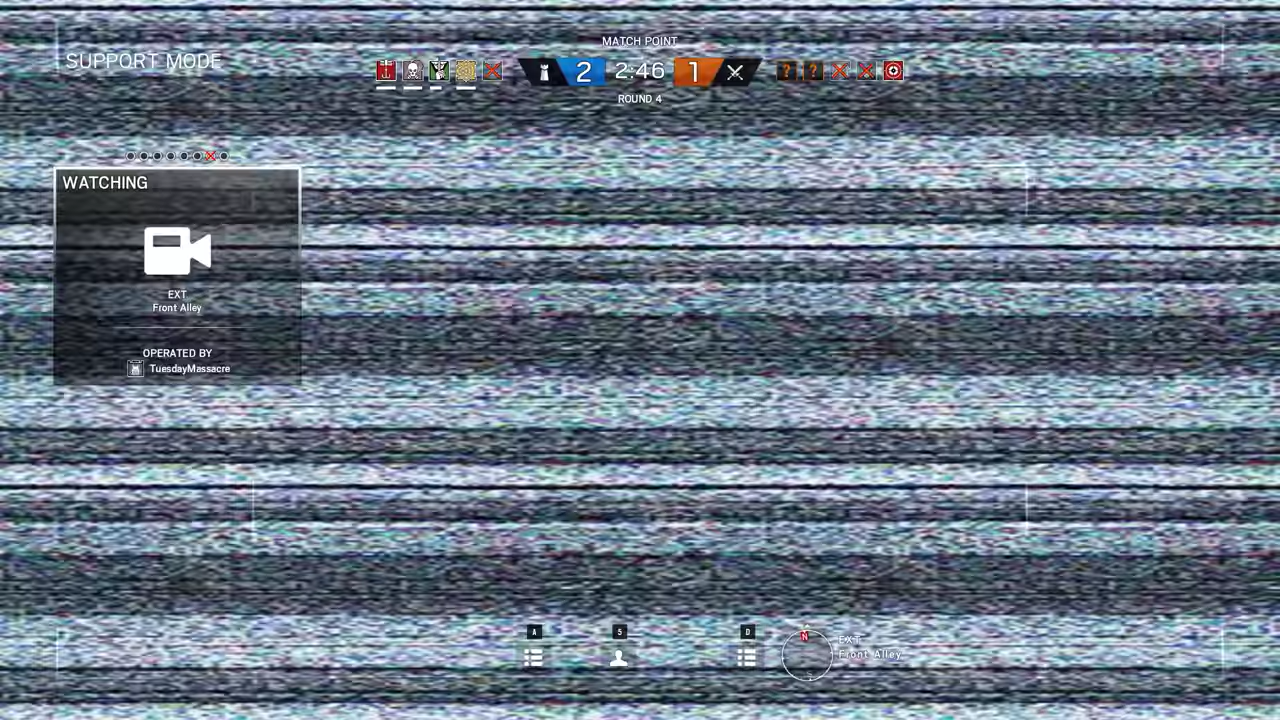 SUPPORT MODE
MATCH POINT
2 2:46 1
? ?
ROUND 4
WATCHING
EXT
Front Alley
OPERATED BY
TuesdayMassacre
A S D
N
EXT
Front Alley
S